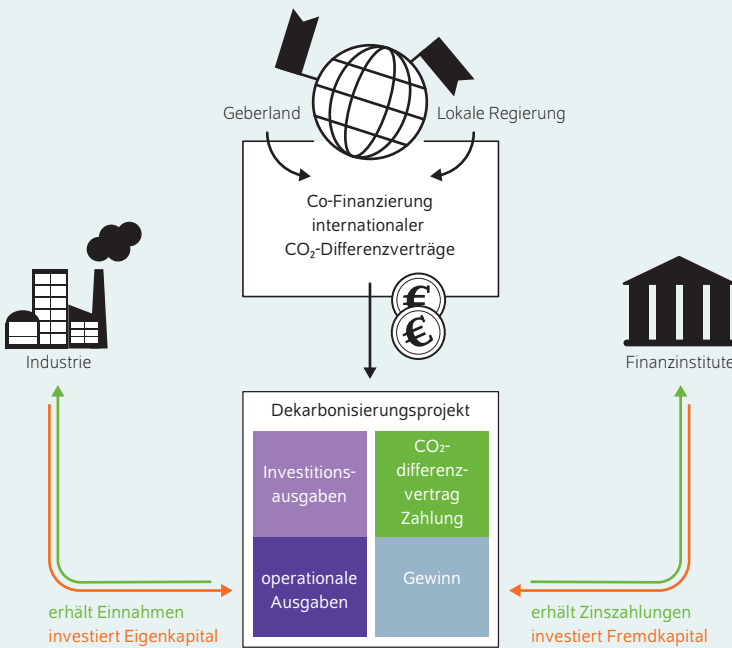 Geberland
Lokale Regierung
Co-Finanzierung
internationaler
CO₂-Differenzverträge
€
€
Industrie
Finanzinstitute
Dekarbonisierungsprojekt
Investitions-
ausgaben
CO₂-
differenz-
vertrag
Zahlung
operationale
Ausgaben
Gewinn
erhält Einnahmen
investiert Eigenkapital
erhält Zinszahlungen
investiert Fremdkapital